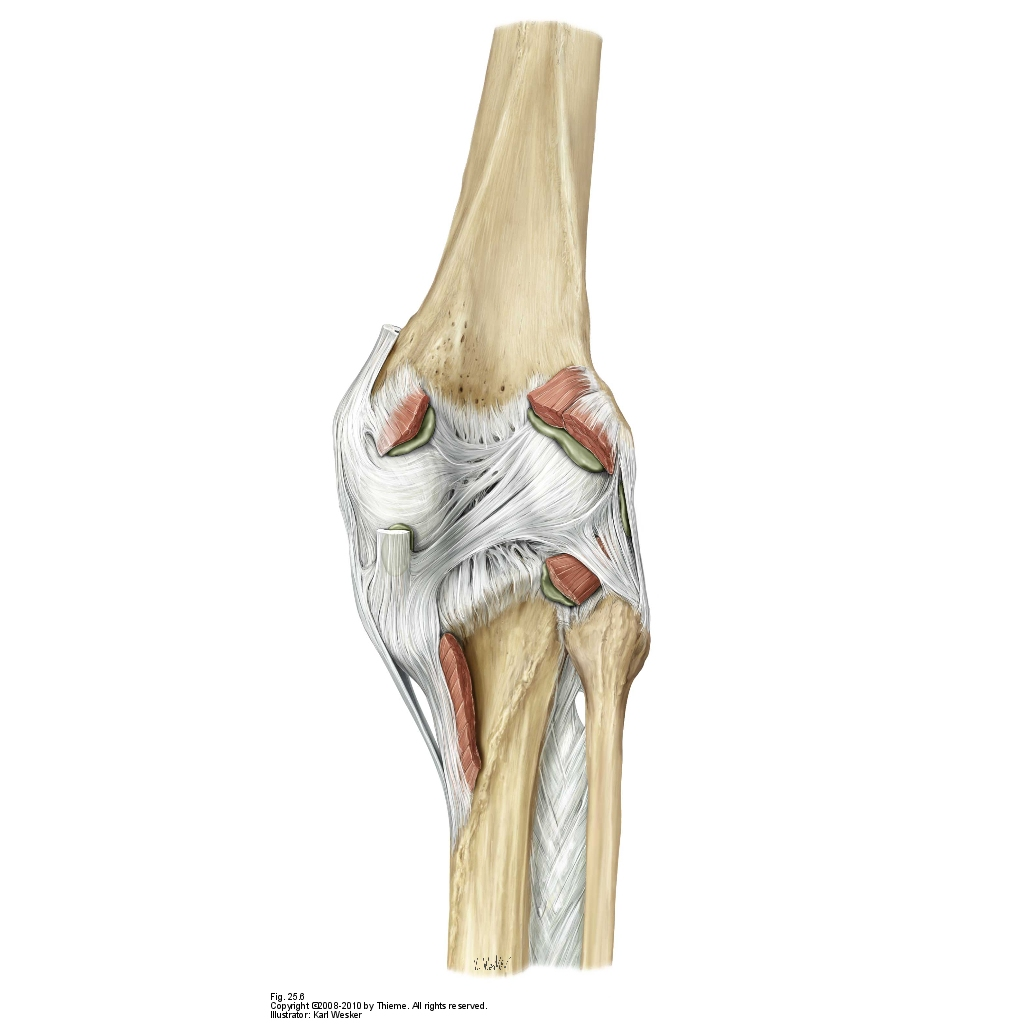 Fig. 25.6
Copyright ©2008-2010 by Thieme. All rights reserved.
Illustrator: Karl Wesker